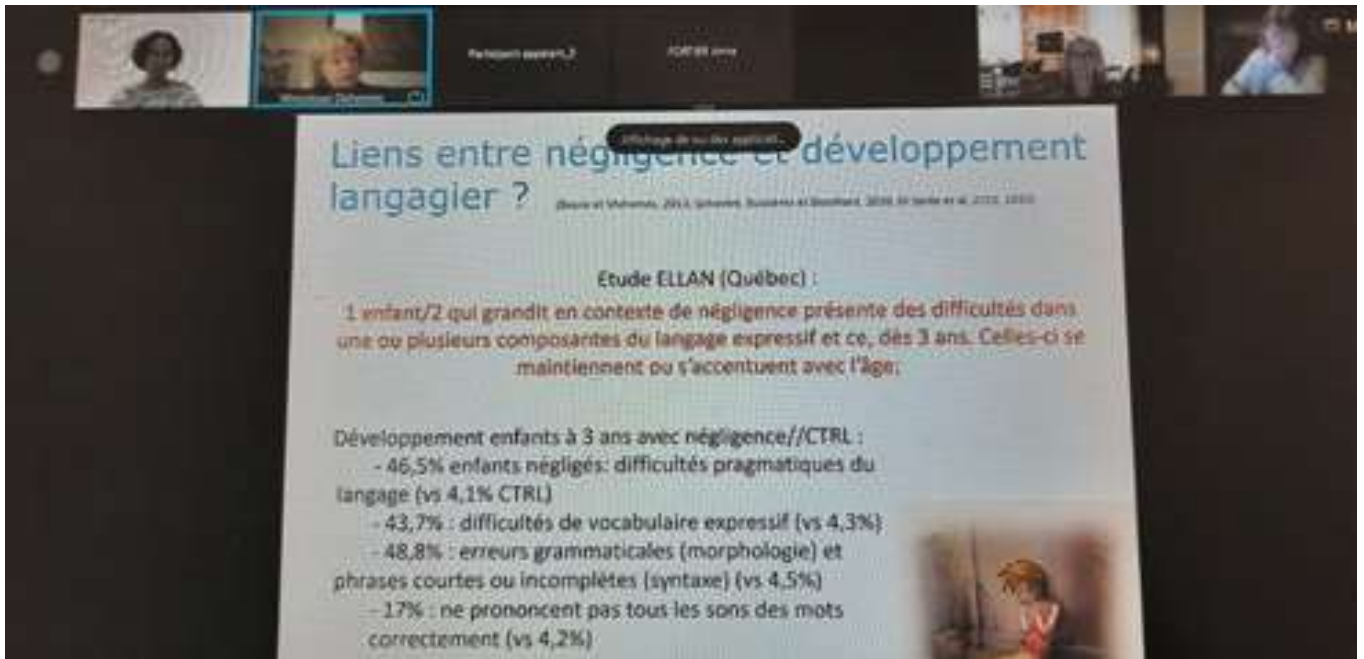 Participant
FORTIER
Affichage de
Liens entre négligence et développement
langagier ?
Etude ELLAN (Québec) :
1 enfant/2 qui grandit en contexte de négligence présente des difficultés dans
une ou plusieurs composantes du langage expressif et ce, dès 3 ans. Celles-ci se
maintiennent ou s'accentuent avec l'âge;
Développement enfants à 3 ans avec négligence//CTRL :
- 46,5% enfants négligés: difficultés pragmatiques du
langage (vs 4,1% CTRL)
- 43,7% : difficultés de vocabulaire expressif (vs 4,3%)
- 48,8% : erreurs grammaticales (morphologie) et
phrases courtes ou incomplètes (syntaxe) (vs 4,5%)
- 17% : ne prononcent pas tous les sons des mots
correctement (vs 4,2%)